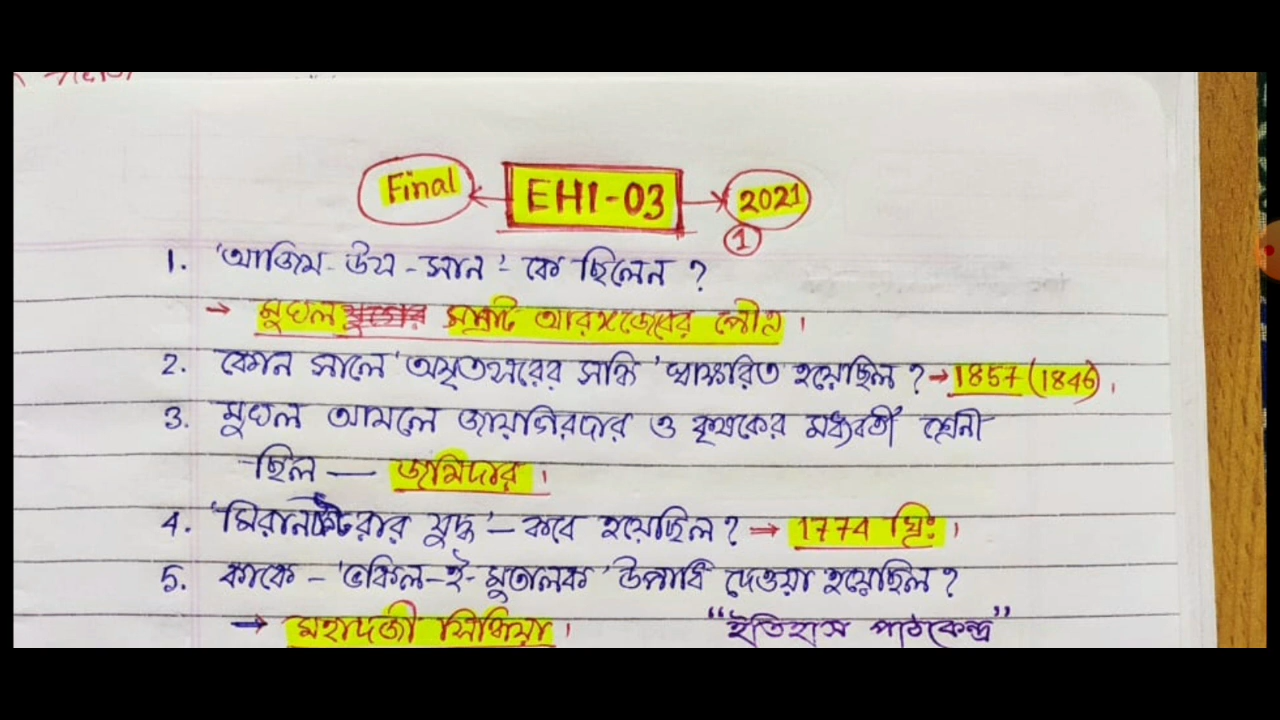 Final ← EHI-03 → 2021
1
1. 'আজিম-উস-সান'- কে ছিলেন ?
→ মুঘল সম্রাট আরঙ্গজেবের পৌত্র ।
2. কোন সালে 'অমৃতসরের সন্ধি' স্বাক্ষরিত হয়েছিল ? → 1857 (1846) ।
3. মুঘল আমলে জায়গিরদার ও কৃষকের মধ্যবর্তী শ্রেনী
ছিল — জমিদার ।
4. 'মিরানকাটরার যুদ্ধ' – কবে হয়েছিল ? → 1774 খ্রিঃ ।
5. কাকে – 'ভকিল-ই-মুতালক' উপাধি দেওয়া হয়েছিল ?
→ মহাদজী সিন্ধিয়া । "ইতিহাস পাঠকেন্দ্র"